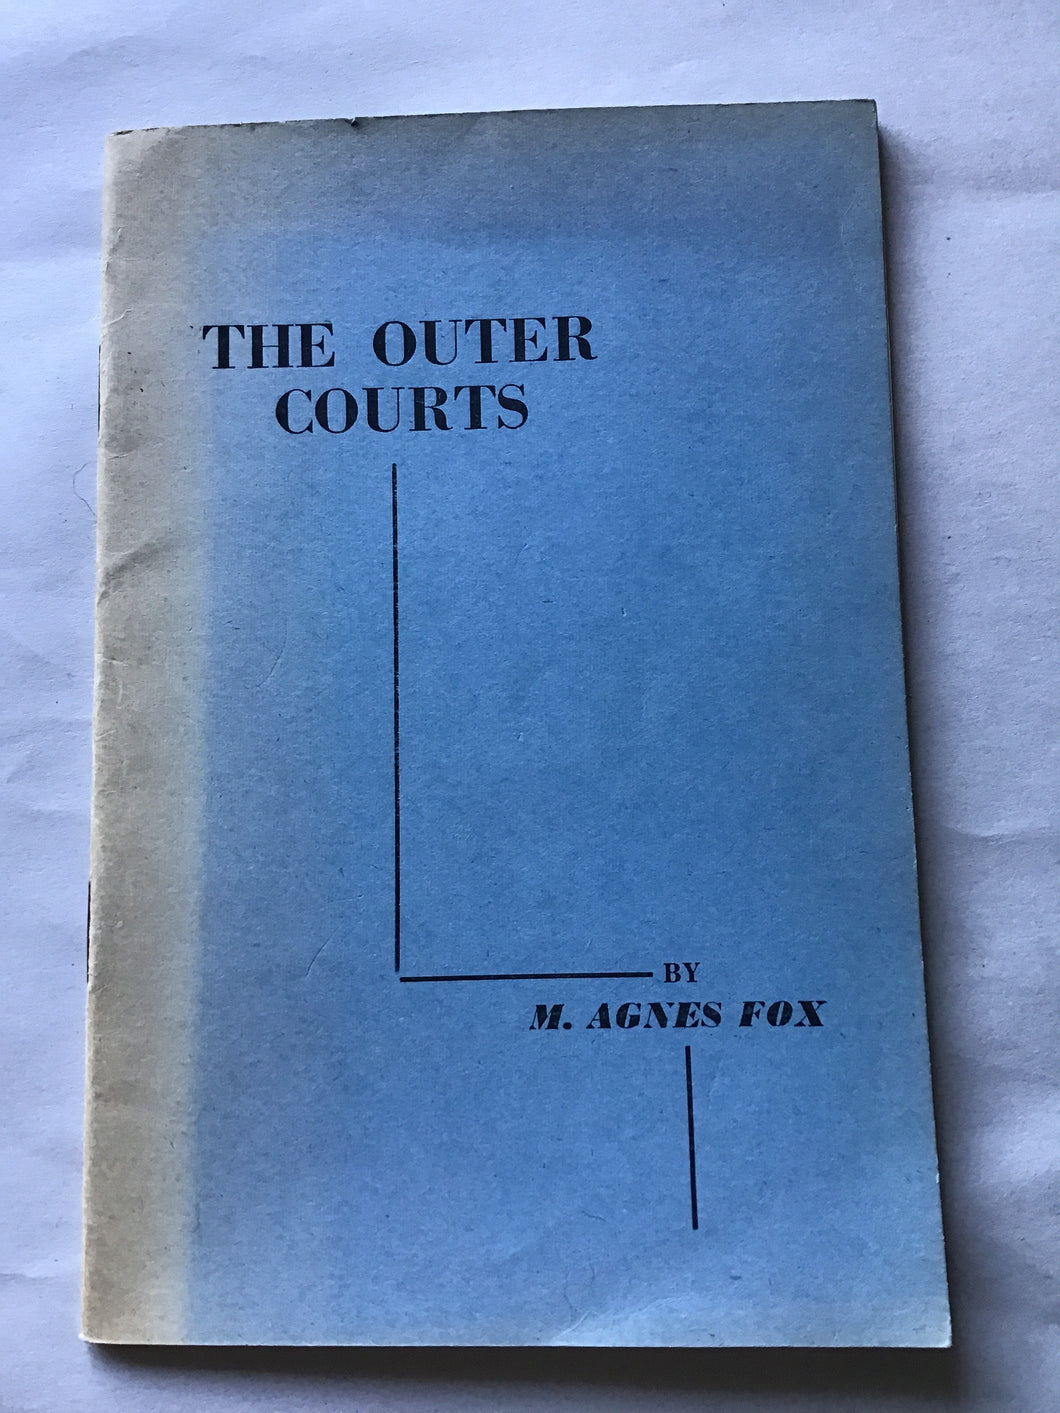 THE OUTER
COURTS
BY
M. AGNES FOX